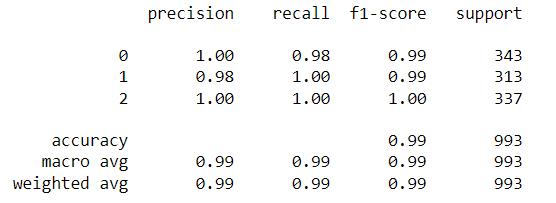 precision recall f1-score support
0 1.00 0.98 0.99 343
1 0.98 1.00 0.99 313
2 1.00 1.00 1.00 337
accuracy 0.99 993
macro avg 0.99 0.99 0.99 993
weighted avg 0.99 0.99 0.99 993